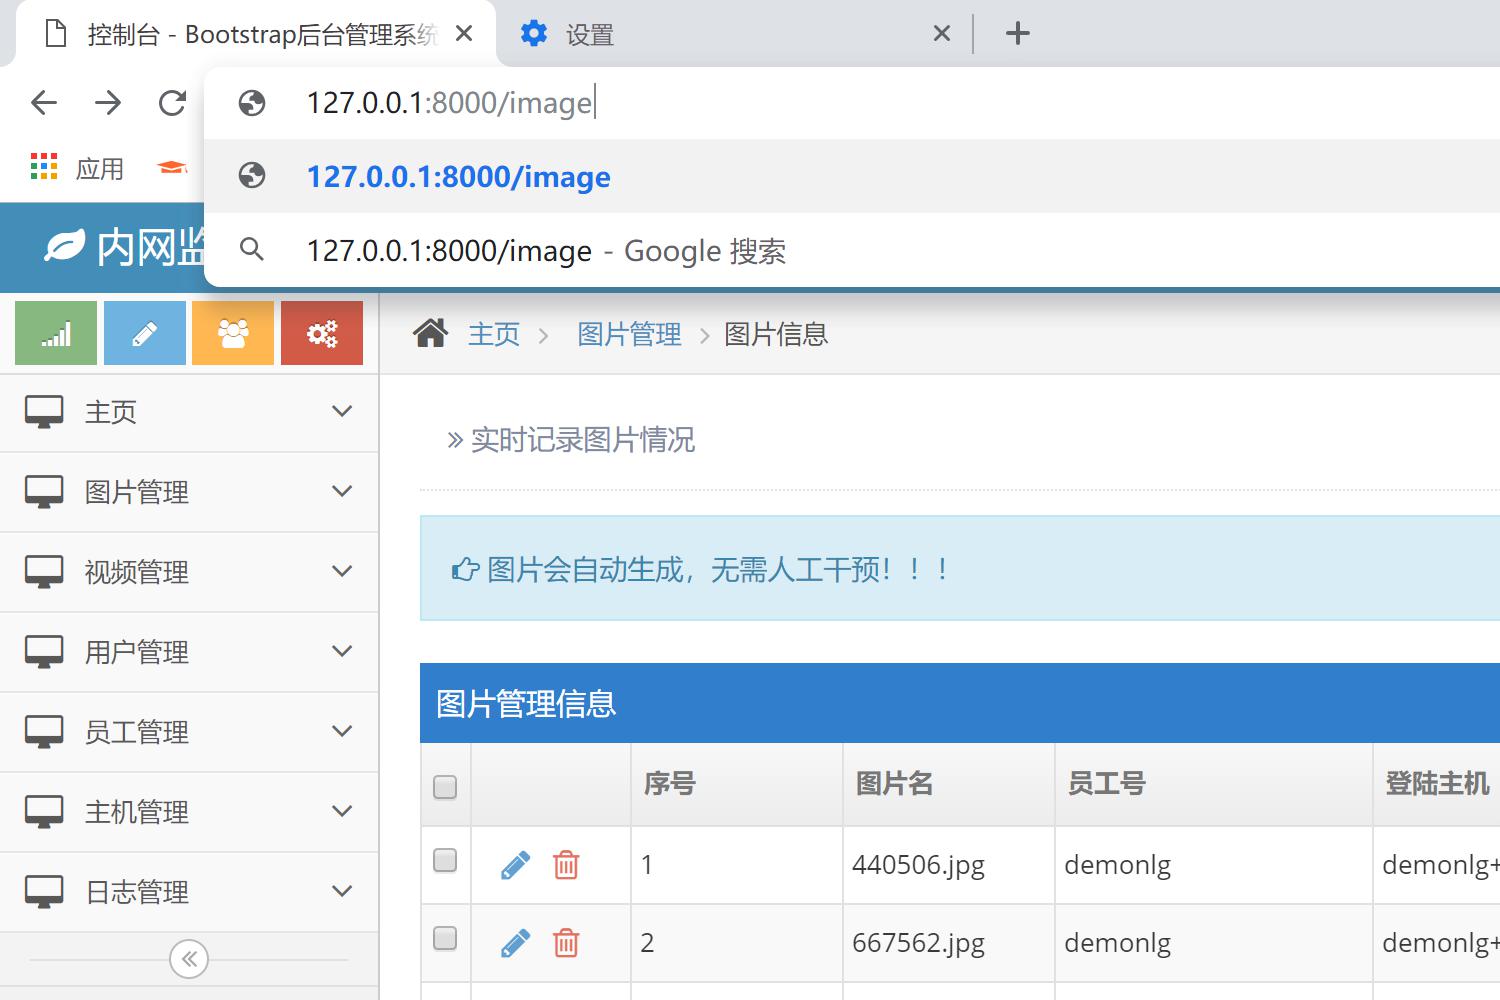 控制台 - Bootstrap后台管理系统
设置
127.0.0.1:8000/image
127.0.0.1:8000/image
127.0.0.1:8000/image - Google 搜索
应用
内网监
主页 图片管理 图片信息
主页
图片管理
视频管理
用户管理
员工管理
主机管理
日志管理
实时记录图片情况
图片会自动生成，无需人工干预！！！
图片管理信息
序号 图片名 员工号 登陆主机
1 440506.jpg demonlg demonlg+
2 667562.jpg demonlg demonlg+